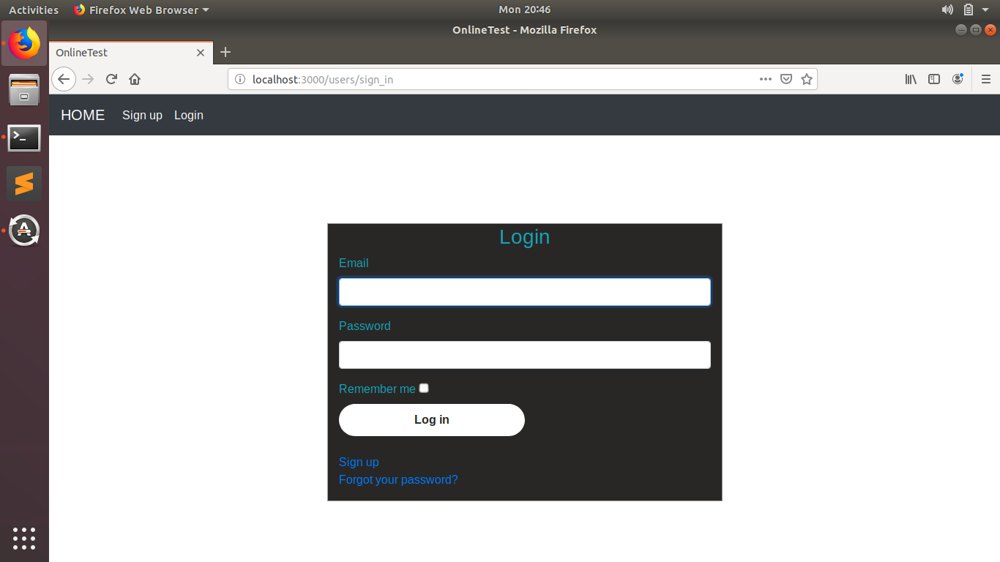 Activities Firefox Web Browser Mon 20:46
OnlineTest - Mozilla Firefox
OnlineTest
localhost:3000/users/sign_in
HOME Sign up Login
Login
Email
Password
Remember me
Log in
Sign up
Forgot your password?